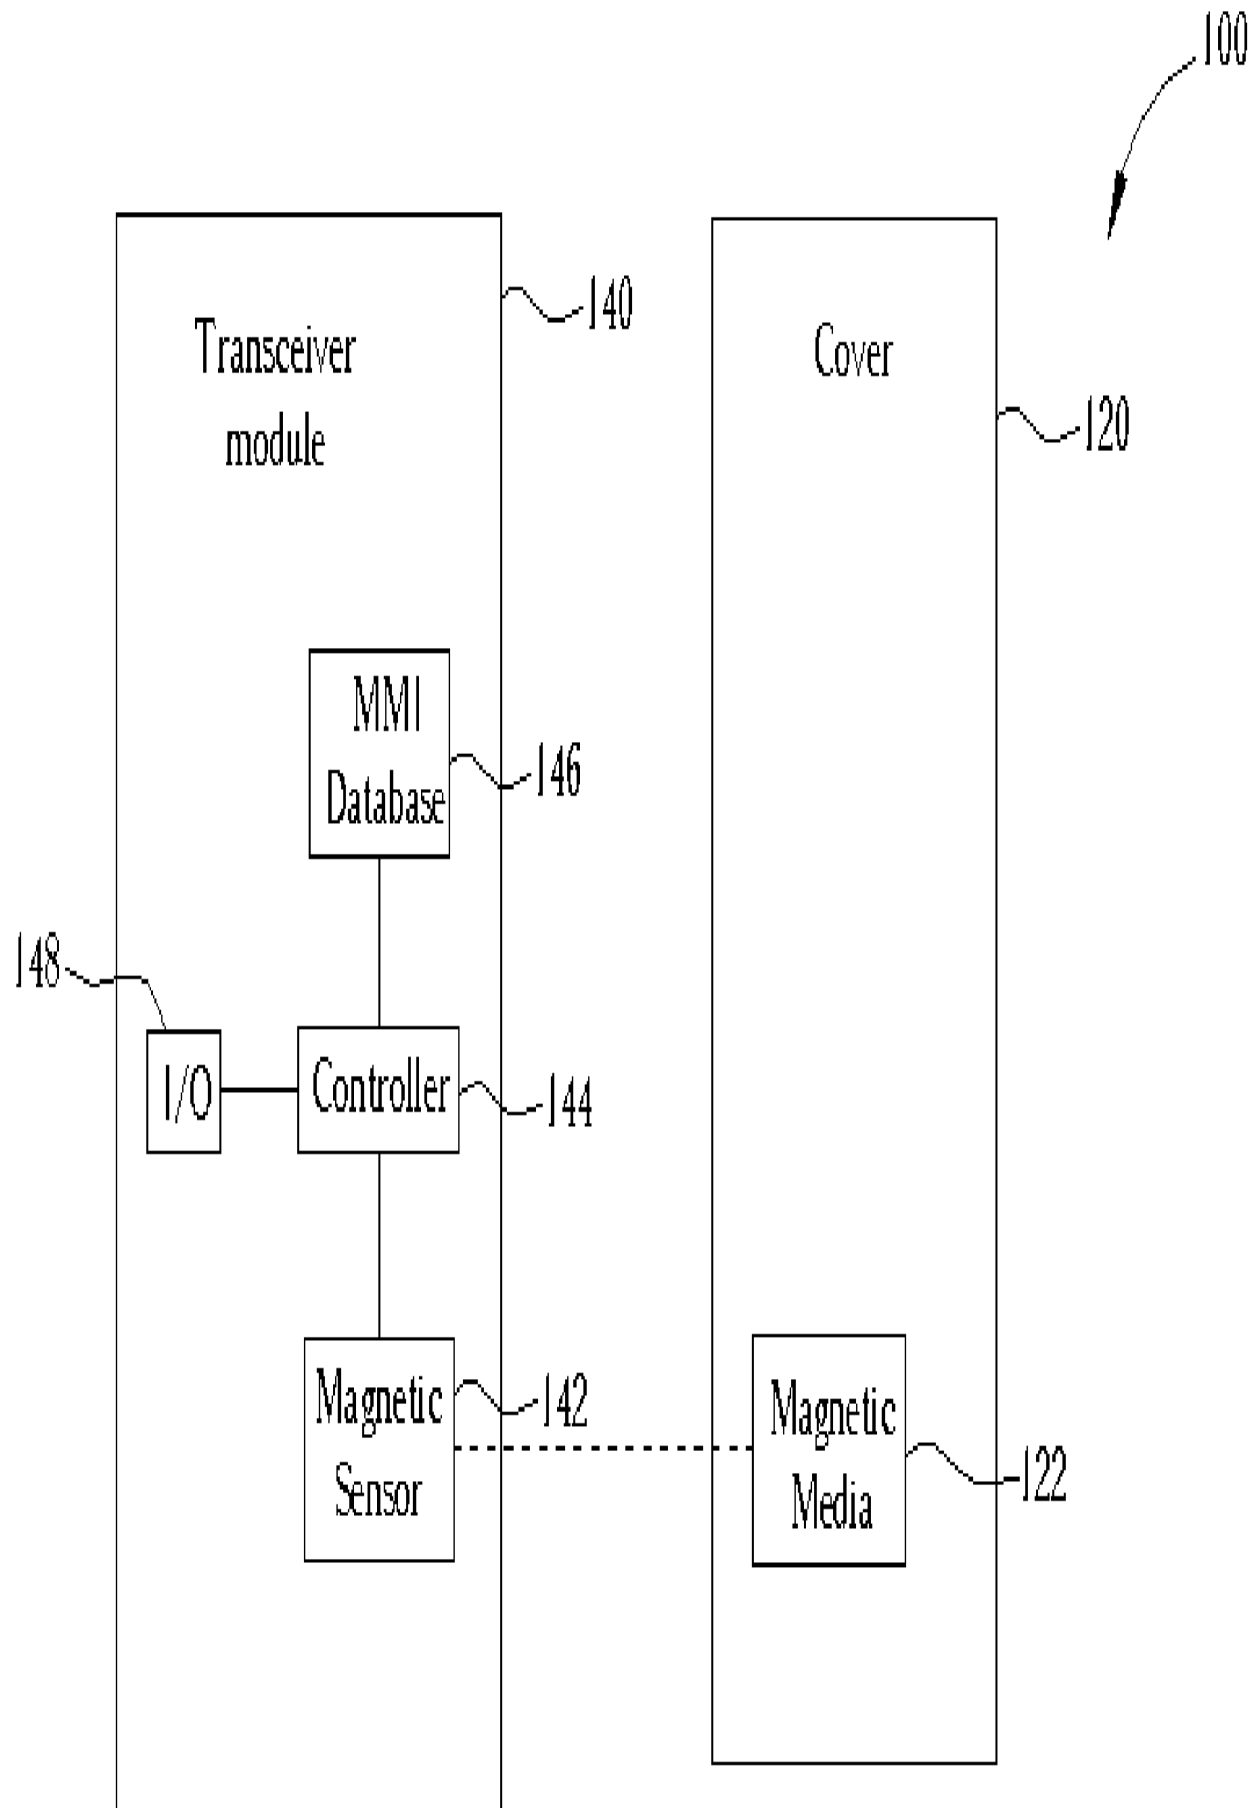 100
140
Transceiver
module
Cover
120
MMI
Database
146
148
I/O
Controller
144
Magnetic
Sensor
142
Magnetic
Media
122